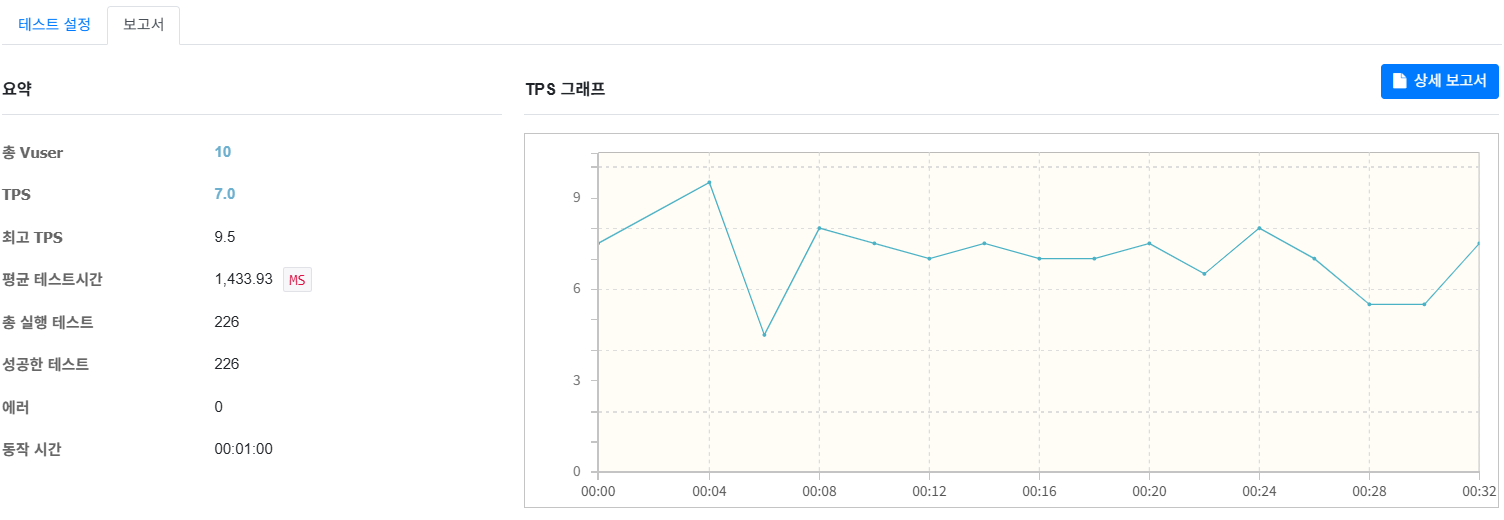 테스트 설정
보고서
요약
총 Vuser 10
TPS 7.0
최고 TPS 9.5
평균 테스트시간 1,433.93 MS
총 실행 테스트 226
성공한 테스트 226
에러 0
동작 시간 00:01:00
TPS 그래프
상세 보고서
9
6
3
0
00:00 00:04 00:08 00:12 00:16 00:20 00:24 00:28 00:32